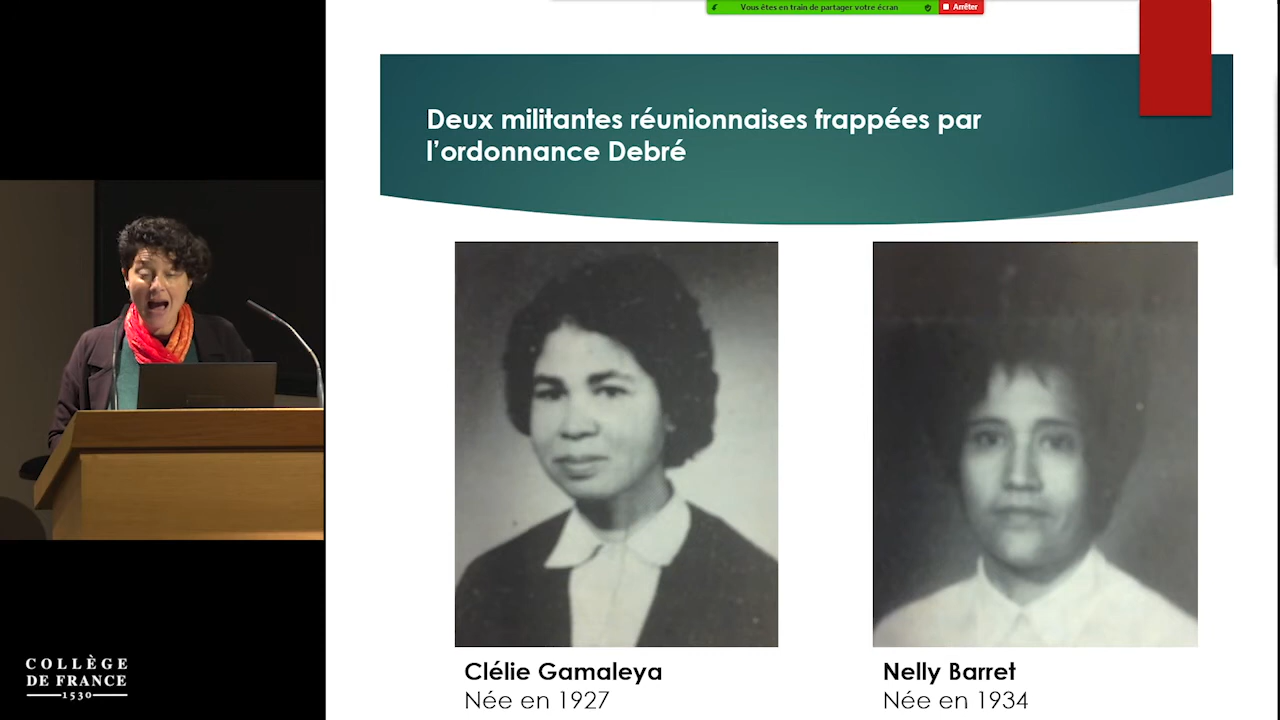 Vous êtes en train de partager votre écran
Arrêter
Deux militantes réunionnaises frappées par
l'ordonnance Debré
Clélie Gamaleya
Née en 1927
Nelly Barret
Née en 1934
COLLÈGE
DE FRANCE
1530